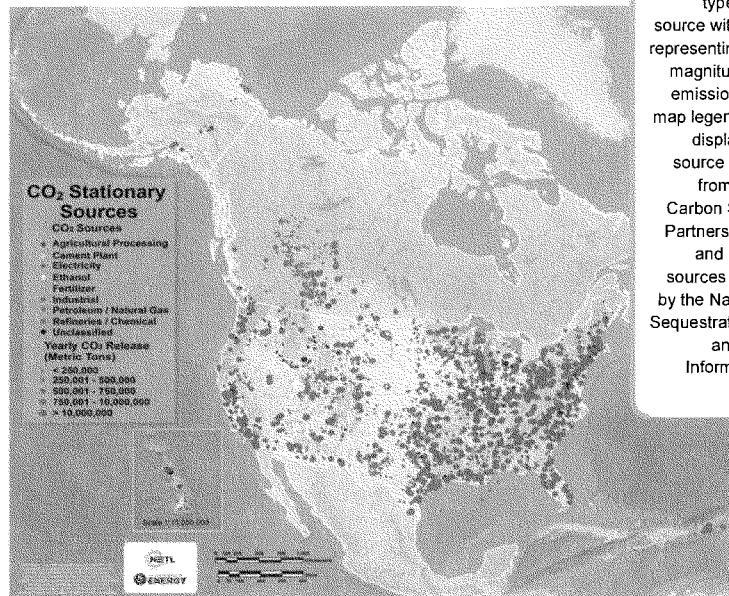 type
source wit
representin
magnitu
emission
map legen
displa
source
from
Carbon S
Partners
and
sources
by the Na
Sequestrat
an
Inform
CO₂ Stationary
Sources
CO₂ Sources
Agricultural Processing
Cement Plant
Electricity
Ethanol
Fertilizer
Industrial
Petroleum / Natural Gas
Refineries / Chemical
Unclassified
Yearly CO₂ Release
(Metric Tons)
< 250,000
250,001 - 500,000
500,001 - 750,000
750,001 - 10,000,000
> 10,000,000
NETL
ENERGY